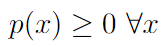 p(x) ≥ 0 ∀x